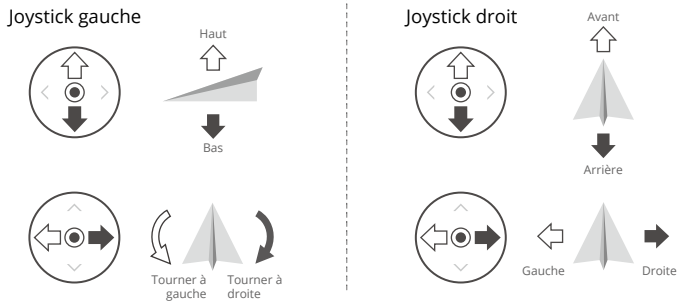 Joystick gauche
Haut
Bas
Tourner à
gauche
Tourner à
droite
Joystick droit
Avant
Arrière
Gauche
Droite